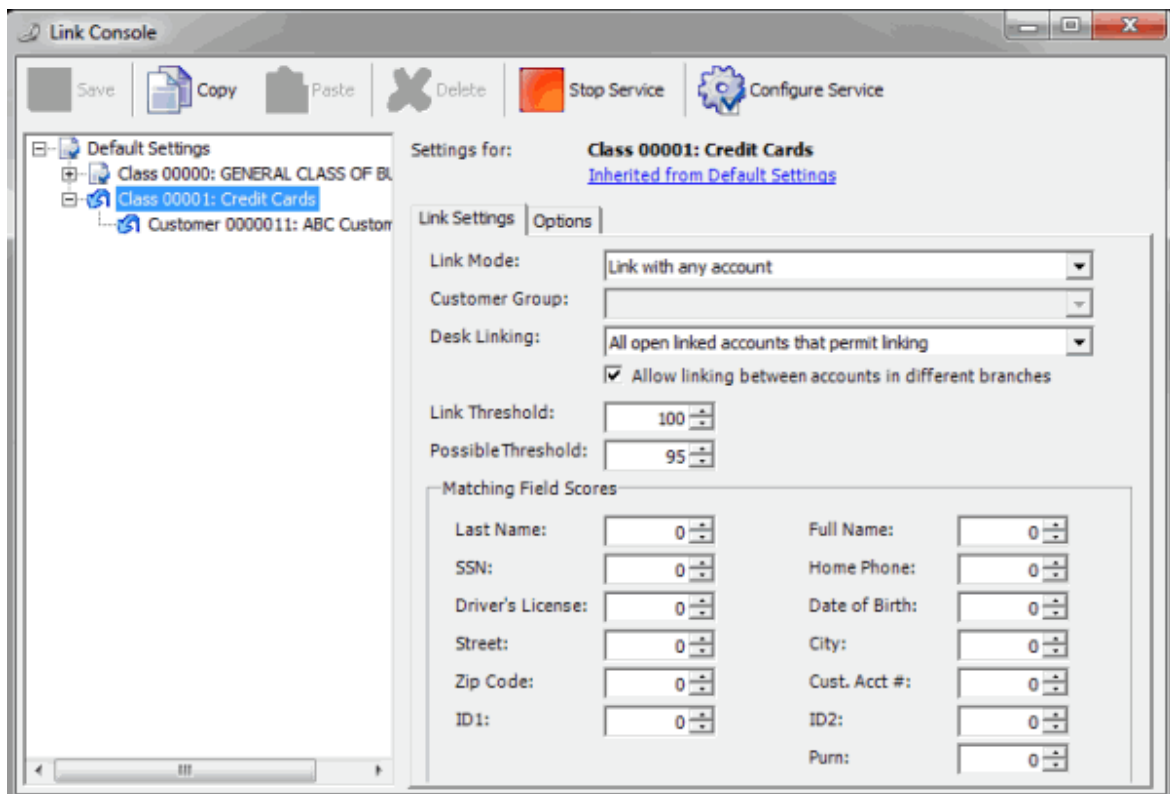 Link Console
Save Copy Paste Delete Stop Service Configure Service
Default Settings
Class 00000: GENERAL CLASS OF BU
Class 00001: Credit Cards
Customer 0000011: ABC Custom
Settings for: Class 00001: Credit Cards
Inherited from Default Settings
Link Settings Options
Link Mode: Link with any account
Customer Group:
Desk Linking: All open linked accounts that permit linking
Allow linking between accounts in different branches
Link Threshold: 100
PossibleThreshold: 95
Matching Field Scores
Last Name: 0 Full Name: 0
SSN: 0 Home Phone: 0
Driver's License: 0 Date of Birth: 0
Street: 0 City: 0
Zip Code: 0 Cust. Acct #: 0
ID1: 0 ID2: 0
Purn: 0